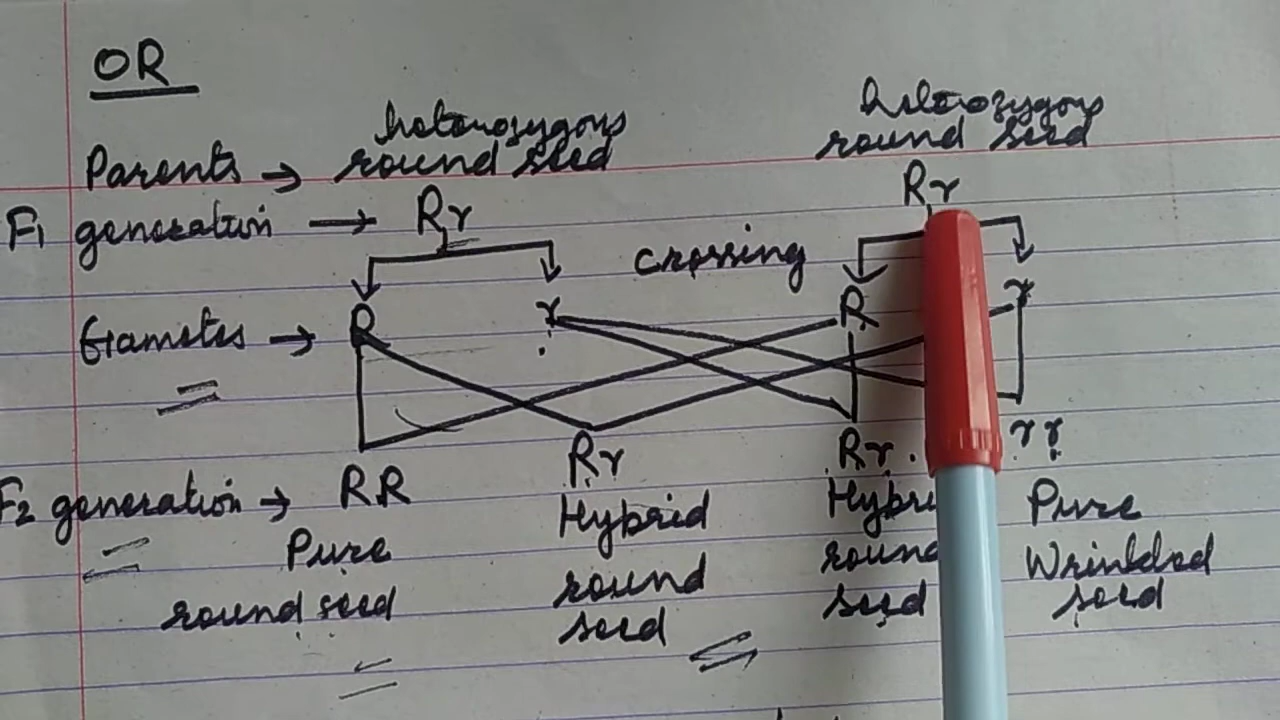 OR
heterozygous heterozygous
Parents → round seed round seed
F1 generation → Rr Rr
crossing
Gametes → R r R r
F2 generation → RR Rr Rr rr
Pure Hybrid Pure
round seed round round Wrinkled
seed seed seed